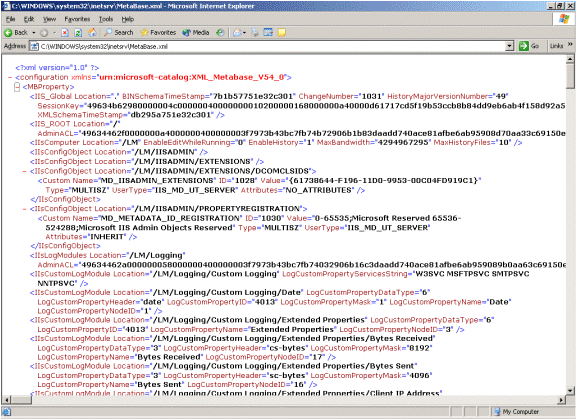 C:\WINDOWS\system32\inetsrv\MetaBase.xml - Microsoft Internet Explorer
File Edit View Favorites Tools Help
Back Search Favorites Media
Address C:\WINDOWS\system32\inetsrv\MetaBase.xml Go Links
<?xml version="1.0" ?>
- <configuration xmlns="urn:microsoft-catalog:XML_Metabase_V54_0">
- <MBProperty>
<IIS_Global Location="." BINSchemaTimeStamp="7b1b57751e32c301" ChangeNumber="1031" HistoryMajorVersionNumber="49"
XMLSchemaTimeStamp="db295a751e32c301" />
<IIS_ROOT Location="/"
<IIsComputer Location="/LM" EnableEditWhileRunning="0" EnableHistory="1" MaxBandwidth="4294967295" MaxHistoryFiles="10" />
<IIsConfigObject Location="/LM/IISADMIN" />
<IIsConfigObject Location="/LM/IISADMIN/EXTENSIONS" />
- <IIsConfigObject Location="/LM/IISADMIN/EXTENSIONS/DCOMCLSIDS">
<Custom Name="MD_IISADMIN_EXTENSIONS" ID="1028" Value="{61738644-F196-11D0-9953-00C04FD919C1}"
Type="MULTISZ" UserType="IIS_MD_UT_SERVER" Attributes="NO_ATTRIBUTES" />
</IIsConfigObject>
- <IIsConfigObject Location="/LM/IISADMIN/PROPERTYREGISTRATION">
<Custom Name="MD_METADATA_ID_REGISTRATION" ID="1030" Value="0-65535;Microsoft Reserved 65536-
524288;Microsoft IIS Admin Objects Reserved" Type="MULTISZ" UserType="IIS_MD_UT_SERVER"
Attributes="INHERIT" />
</IIsConfigObject>
<IIsLogModules Location="/LM/Logging"
<IIsCustomLogModule Location="/LM/Logging/Custom Logging" LogCustomPropertyServicesString="W3SVC MSFTPSVC SMTPSVC
NNTPSVC" />
<IIsCustomLogModule Location="/LM/Logging/Custom Logging/Date" LogCustomPropertyDataType="6"
LogCustomPropertyHeader="date" LogCustomPropertyID="4013" LogCustomPropertyMask="1" LogCustomPropertyName="Date"
LogCustomPropertyNodeID="1" />
<IIsCustomLogModule Location="/LM/Logging/Custom Logging/Extended Properties" LogCustomPropertyDataType="6"
LogCustomPropertyID="4013" LogCustomPropertyName="Extended Properties" LogCustomPropertyNodeID="3" />
<IIsCustomLogModule Location="/LM/Logging/Custom Logging/Extended Properties/Bytes Received"
LogCustomPropertyDataType="3" LogCustomPropertyHeader="cs-bytes" LogCustomPropertyMask="8192"
LogCustomPropertyName="Bytes Received" LogCustomPropertyNodeID="17" />
<IIsCustomLogModule Location="/LM/Logging/Custom Logging/Extended Properties/Bytes Sent"
LogCustomPropertyDataType="3" LogCustomPropertyHeader="sc-bytes" LogCustomPropertyMask="4096"
LogCustomPropertyName="Bytes Sent" LogCustomPropertyNodeID="16" />
<IIsCustomLogModule Location="/LM/Logging/Custom Logging/Extended Properties/Client IP Address"
My Computer